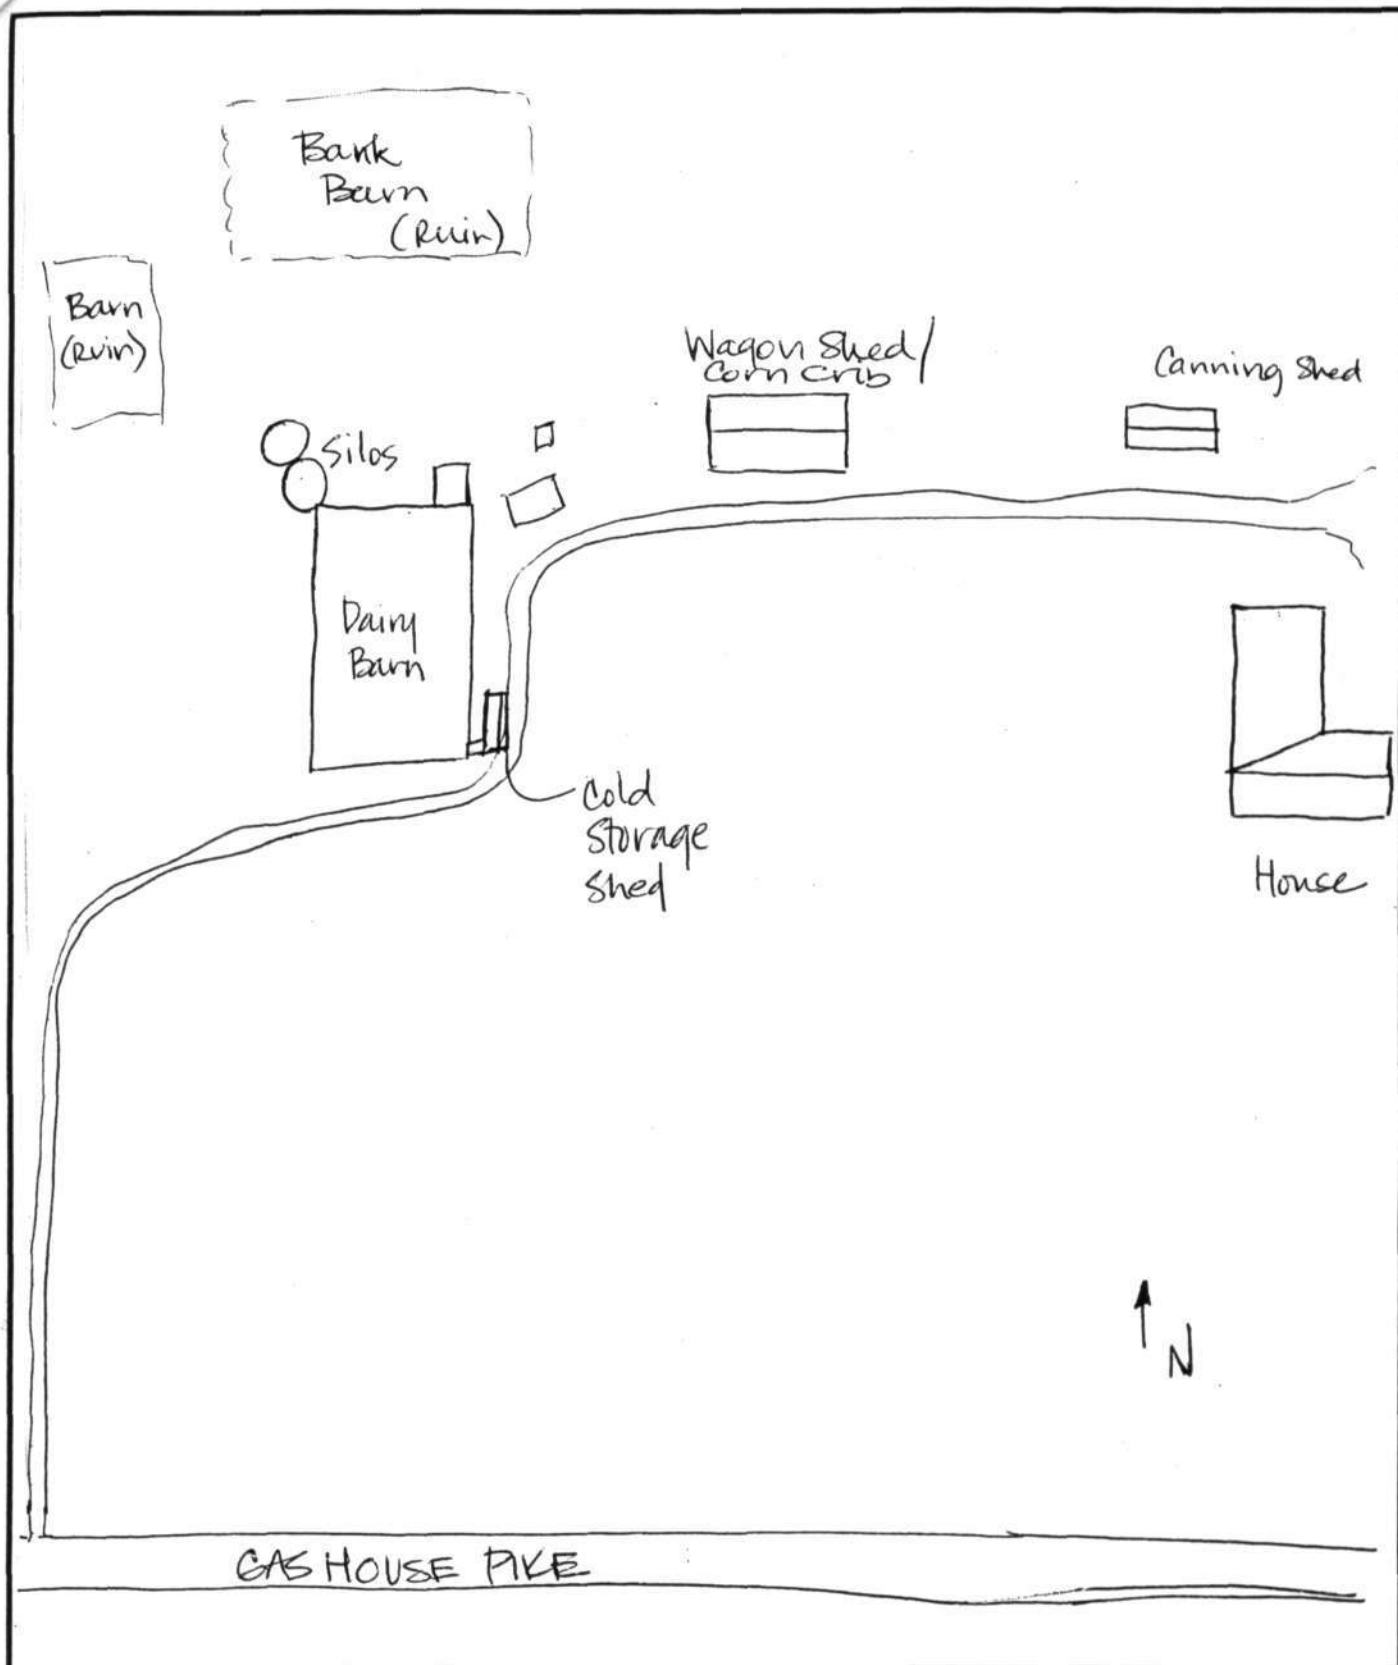 Bank
Barn
(Ruin)
Barn
(Ruin)
Wagon Shed/
Corn Crib
Canning Shed
Silos
Dairy
Barn
Cold
Storage
Shed
House
N
GAS HOUSE PIKE